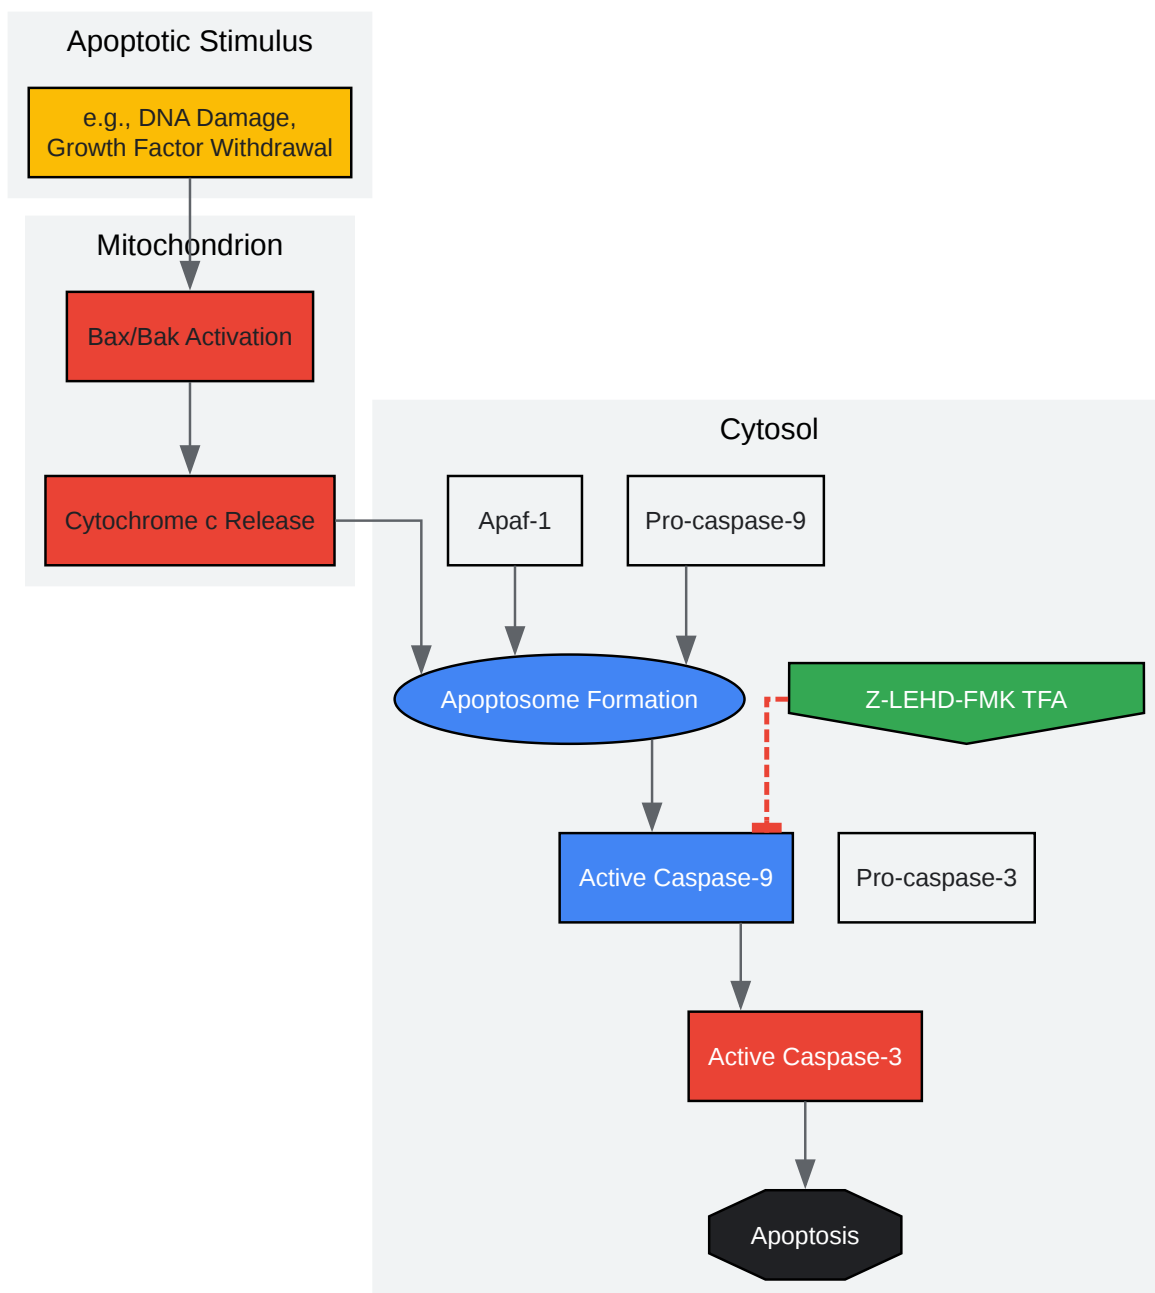 Apoptotic Stimulus
e.g., DNA Damage,
Growth Factor Withdrawal
Mitochondrion
Bax/Bak Activation
Cytochrome c Release
Cytosol
Apaf-1
Pro-caspase-9
Apoptosome Formation
Z-LEHD-FMK TFA
Active Caspase-9
Pro-caspase-3
Active Caspase-3
Apoptosis